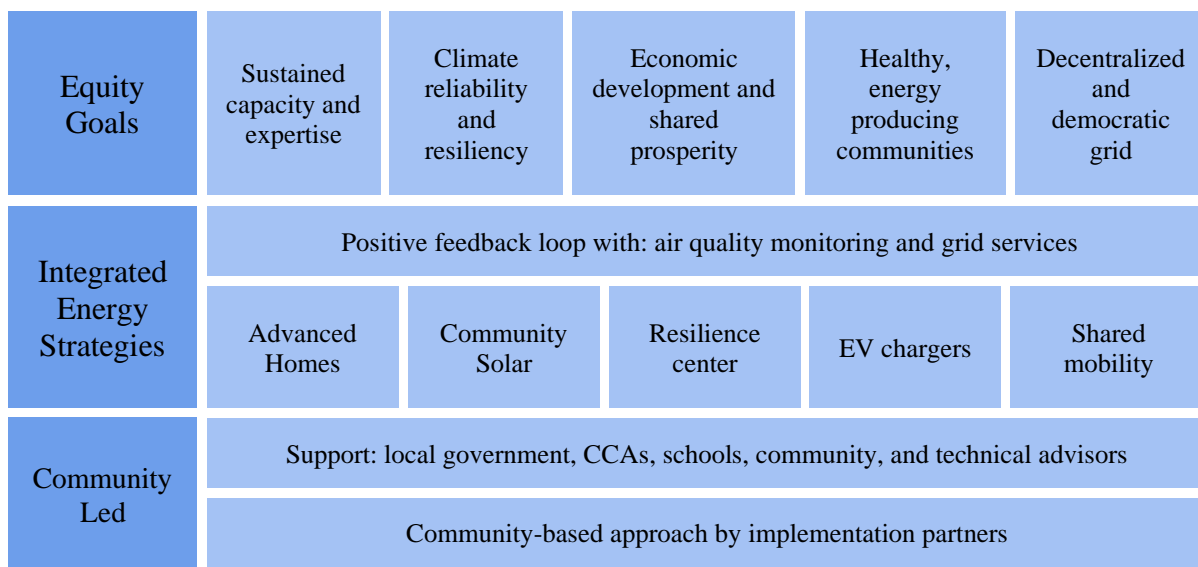 Equity
Goals
Sustained
capacity and
expertise
Climate
reliability
and
resiliency
Economic
development and
shared
prosperity
Healthy,
energy
producing
communities
Decentralized
and
democratic
grid
Integrated
Energy
Strategies
Positive feedback loop with: air quality monitoring and grid services
Advanced
Homes
Community
Solar
Resilience
center
EV chargers
Shared
mobility
Community
Led
Support: local government, CCAs, schools, community, and technical advisors
Community-based approach by implementation partners